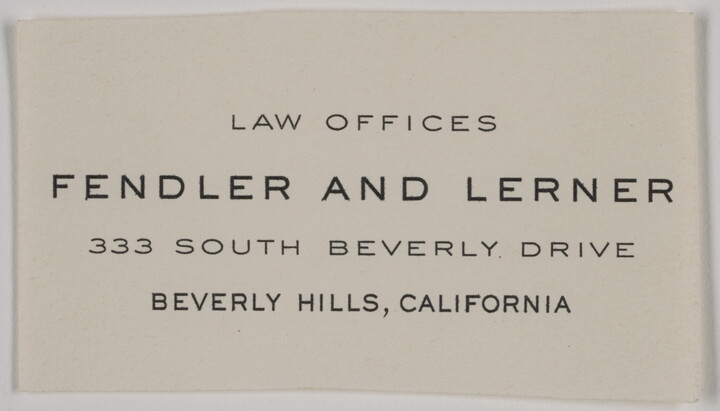 LAW OFFICES
FENDLER AND LERNER
333 SOUTH BEVERLY DRIVE
BEVERLY HILLS, CALIFORNIA